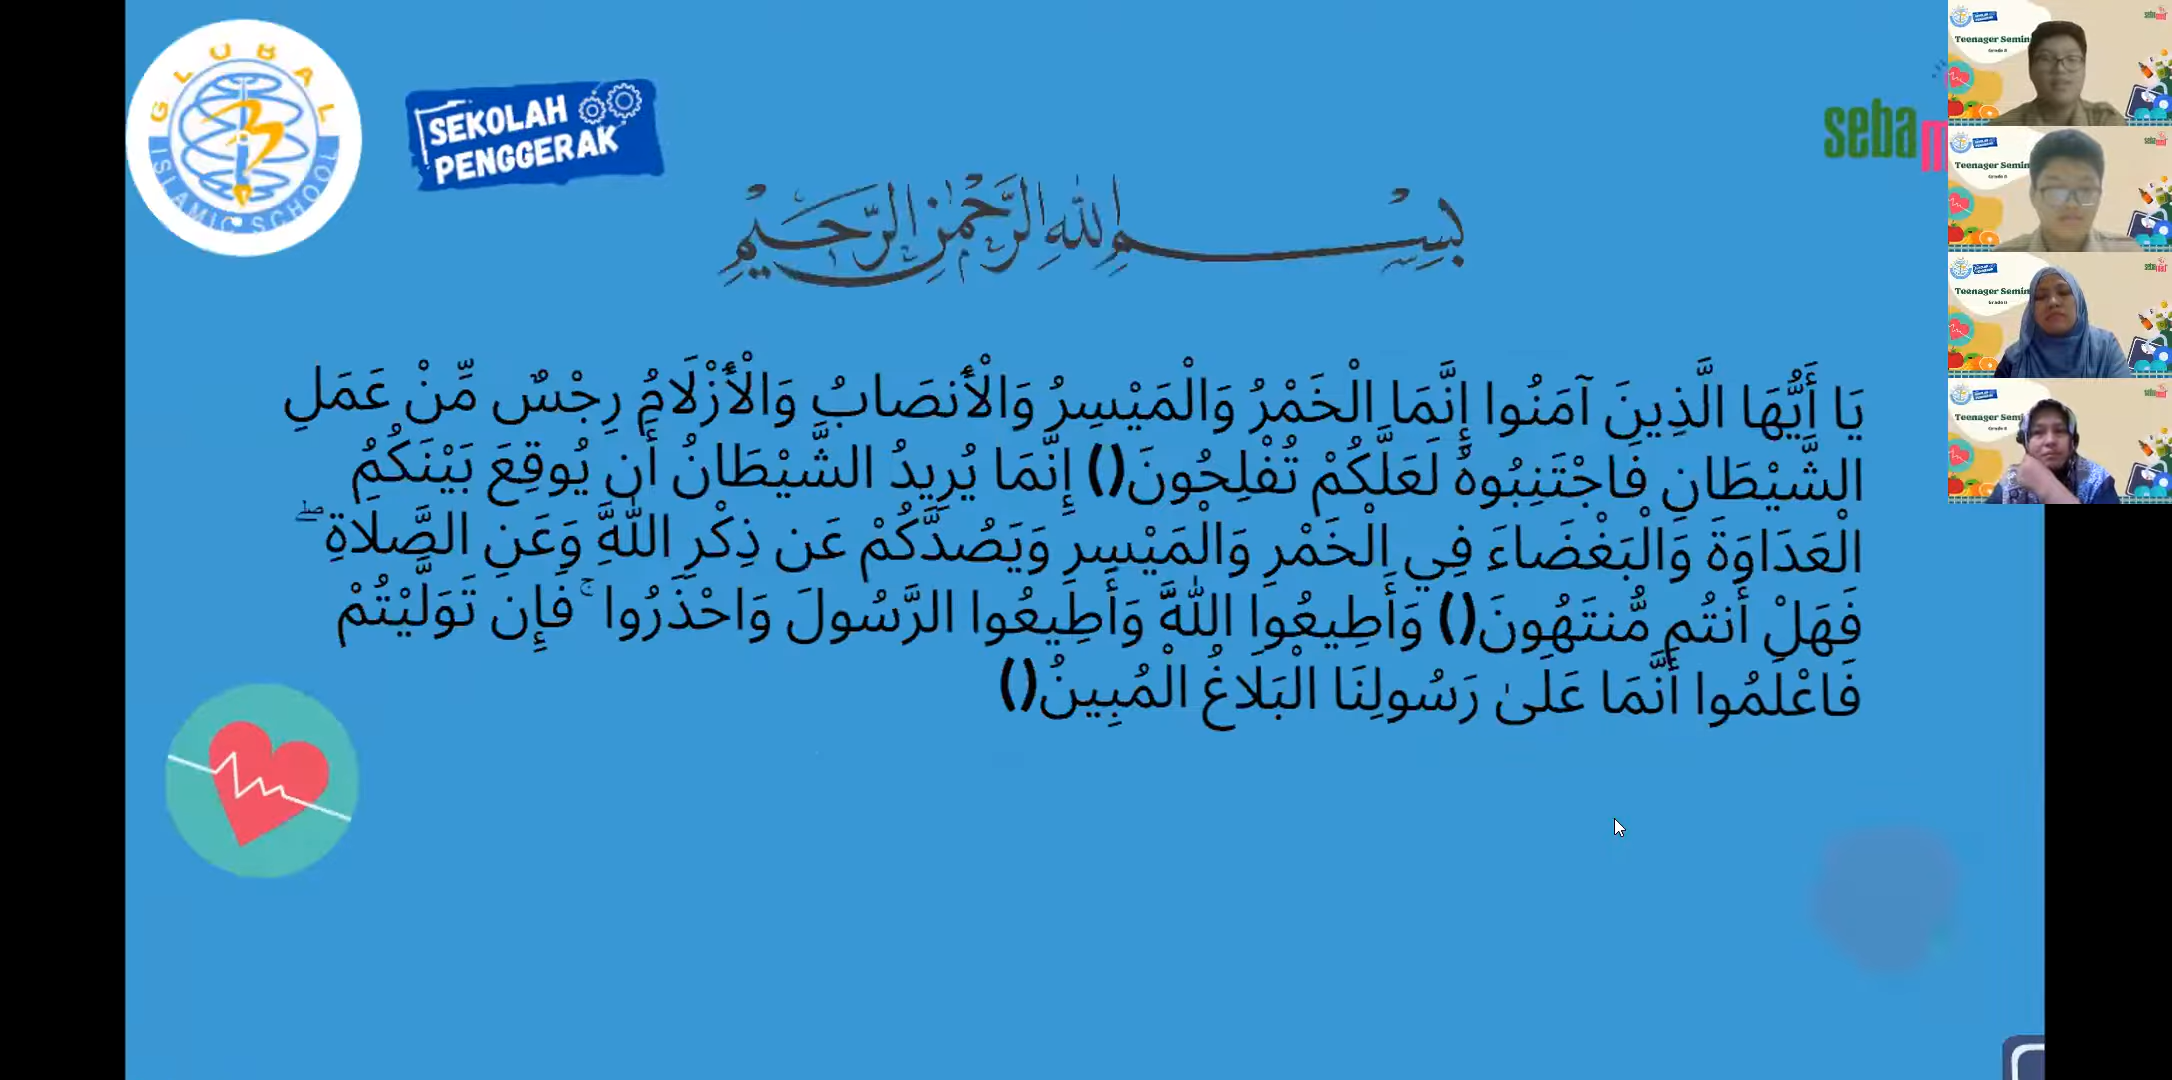 GLOBAL
ISLAMIC SCHOOL
SEKOLAH
PENGGERAK
seba
بِسْمِ اللهِ الرَّحْمٰنِ الرَّحِيْمِ
يَا أَيُّهَا الَّذِينَ آمَنُوا إِنَّمَا الْخَمْرُ وَالْمَيْسِرُ وَالْأَنصَابُ وَالْأَزْلَامُ رِجْسٌ مِّنْ عَمَلِ
الشَّيْطَانِ فَاجْتَنِبُوهُ لَعَلَّكُمْ تُفْلِحُونَ() إِنَّمَا يُرِيدُ الشَّيْطَانُ أَن يُوقِعَ بَيْنَكُمُ
الْعَدَاوَةَ وَالْبَغْضَاءَ فِي الْخَمْرِ وَالْمَيْسِرِ وَيَصُدَّكُمْ عَن ذِكْرِ اللَّهِ وَعَنِ الصَّلَاةِ ۖ
فَهَلْ أَنتُم مُّنتَهُونَ() وَأَطِيعُوا اللَّهَ وَأَطِيعُوا الرَّسُولَ وَاحْذَرُوا ۚ فَإِن تَوَلَّيْتُمْ
فَاعْلَمُوا أَنَّمَا عَلَىٰ رَسُولِنَا الْبَلَاغُ الْمُبِينُ()
Teenager Semin
Teenager Semin
Teenager Semin
Teenager Semi